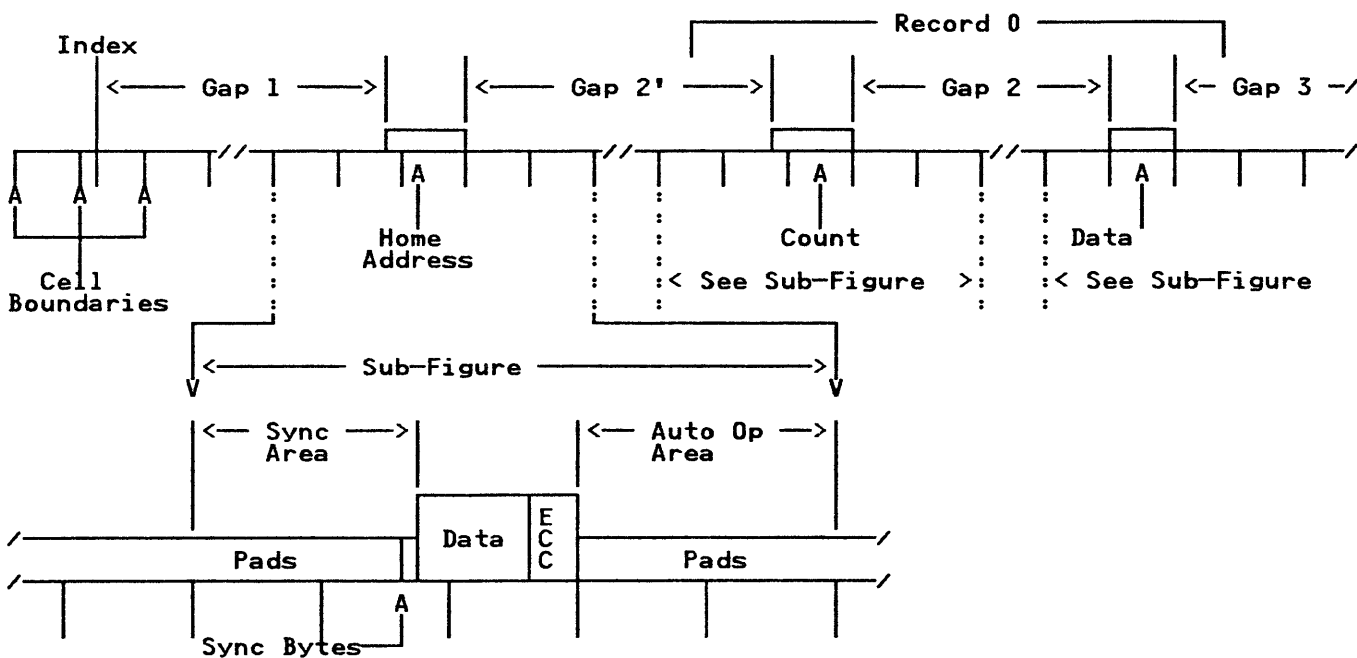 Record 0
Index
<— Gap 1 —>
<— Gap 2' —>
<— Gap 2 —>
<— Gap 3 —/
// // //
A A A A A A
Home
Address
Count
Data
Cell
Boundaries
< See Sub-Figure >
< See Sub-Figure
<— Sub-Figure —>
V V
<— Sync —>
Area
<— Auto Op —>
Area
Data
E
C
C
Pads
Pads
A
Sync Bytes